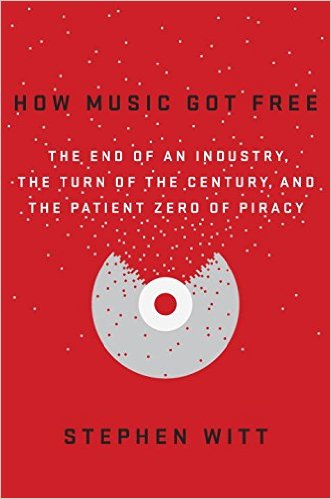 HOW MUSIC GOT FREE
THE END OF AN INDUSTRY,
THE TURN OF THE CENTURY, AND
THE PATIENT ZERO OF PIRACY
STEPHEN WITT